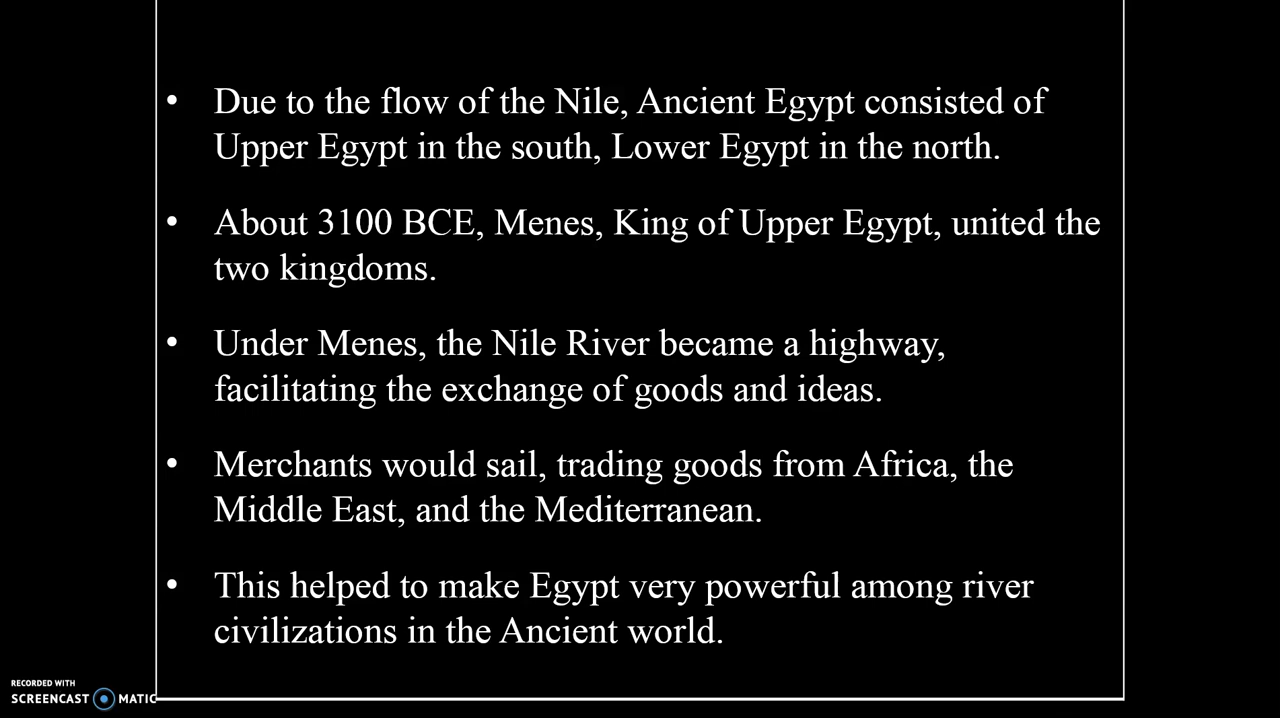 • Due to the flow of the Nile, Ancient Egypt consisted of
Upper Egypt in the south, Lower Egypt in the north.
• About 3100 BCE, Menes, King of Upper Egypt, united the
two kingdoms.
• Under Menes, the Nile River became a highway,
facilitating the exchange of goods and ideas.
• Merchants would sail, trading goods from Africa, the
Middle East, and the Mediterranean.
• This helped to make Egypt very powerful among river
civilizations in the Ancient world.
RECORDED WITH
SCREENCAST MATIC